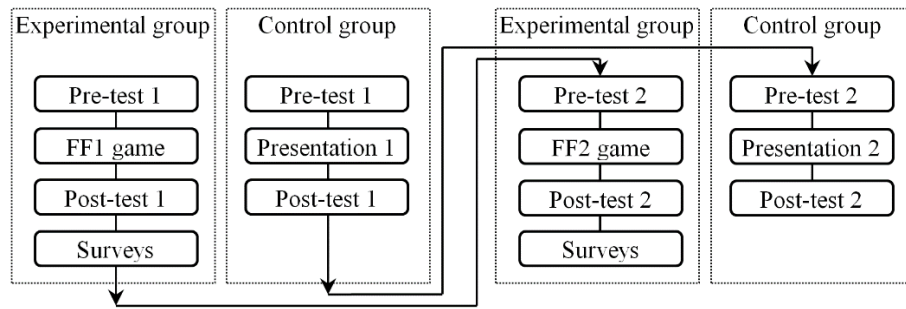 Experimental group
Pre-test 1
FF1 game
Post-test 1
Surveys
Control group
Pre-test 1
Presentation 1
Post-test 1
Experimental group
Pre-test 2
FF2 game
Post-test 2
Surveys
Control group
Pre-test 2
Presentation 2
Post-test 2